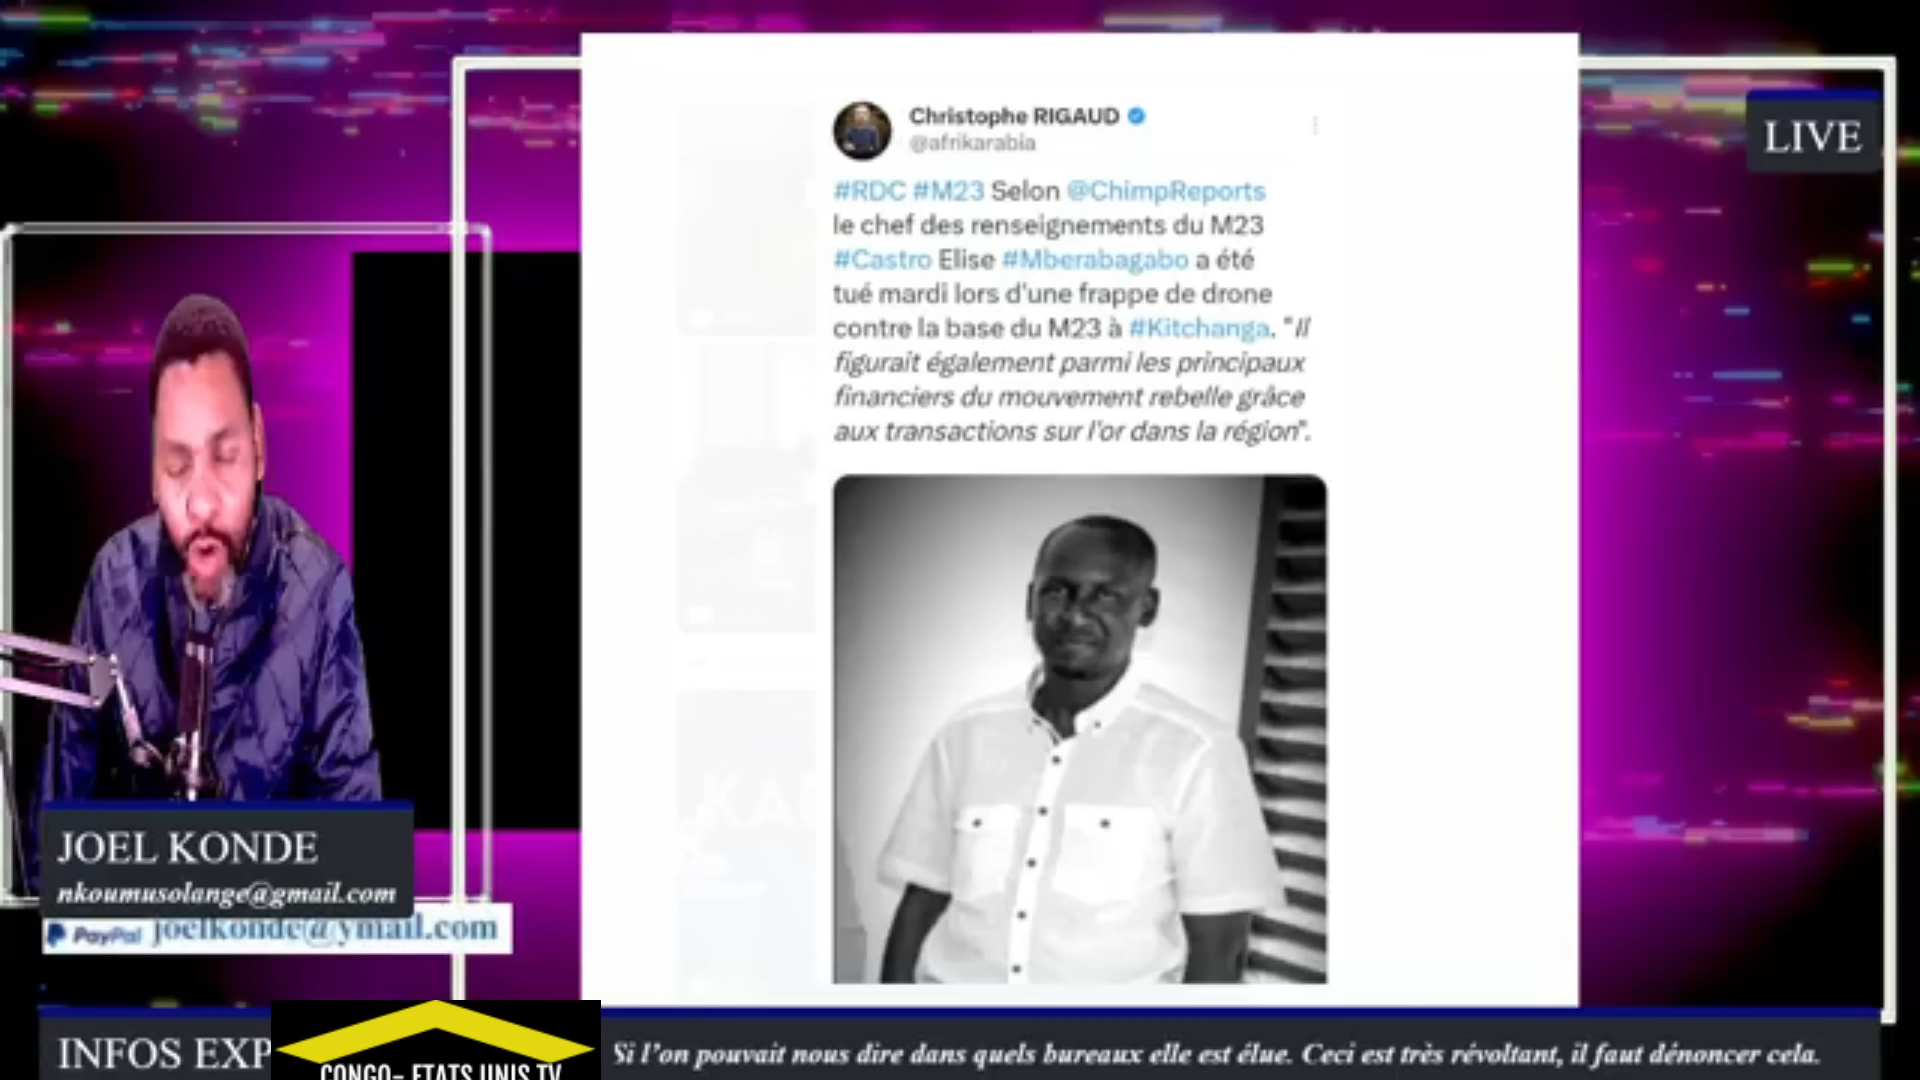 Christophe RIGAUD
@afrikarabia
#RDC #M23 Selon @ChimpReports
le chef des renseignements du M23
#Castro Elise #Mberabagabo a été
tué mardi lors d'une frappe de drone
contre la base du M23 à #Kitchanga. "Il
figurait également parmi les principaux
financiers du mouvement rebelle grâce
aux transactions sur l'or dans la région".
LIVE
JOEL KONDE
nkoumusolange@gmail.com
PayPal joelkonde@ymail.com
INFOS EXP
CONGO- ETATS UNIS TV
Si l'on pouvait nous dire dans quels bureaux elle est élue. Ceci est très révoltant, il faut dénoncer cela.